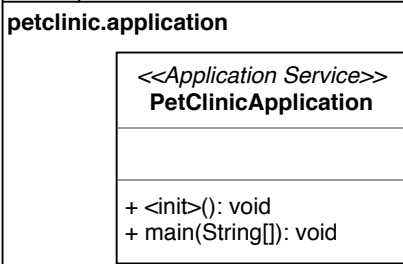 petclinic.application
<<Application Service>>
PetClinicApplication
+ <init>(): void
+ main(String[]): void